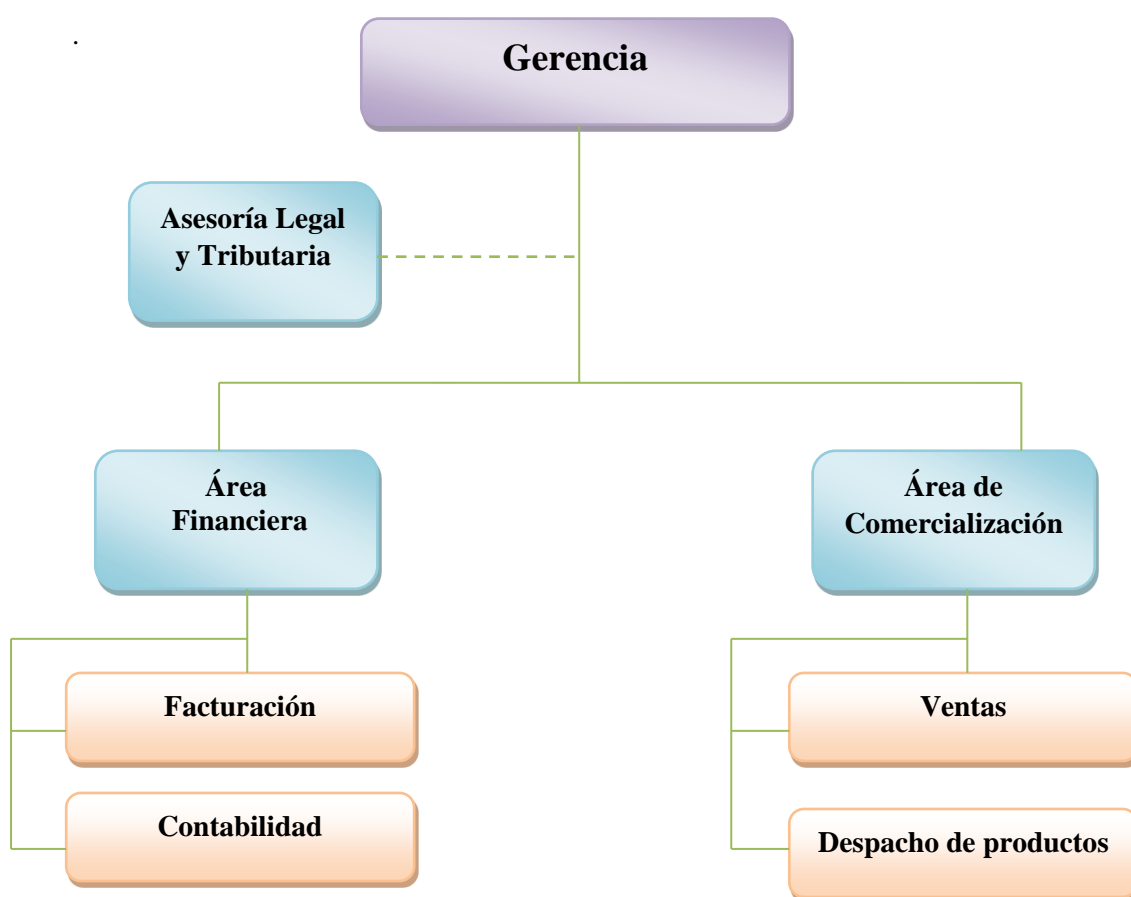 .
Gerencia
Asesoría Legal
y Tributaria
Área
Financiera
Área de
Comercialización
Facturación
Ventas
Contabilidad
Despacho de productos